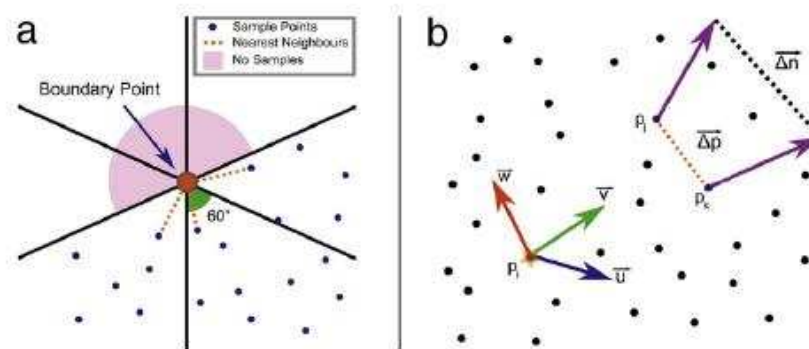 a
Sample Points
Nearest Neighbours
No Samples
Boundary Point
60°
b
Δn
pj
Δp
pk
w
v
pi
u